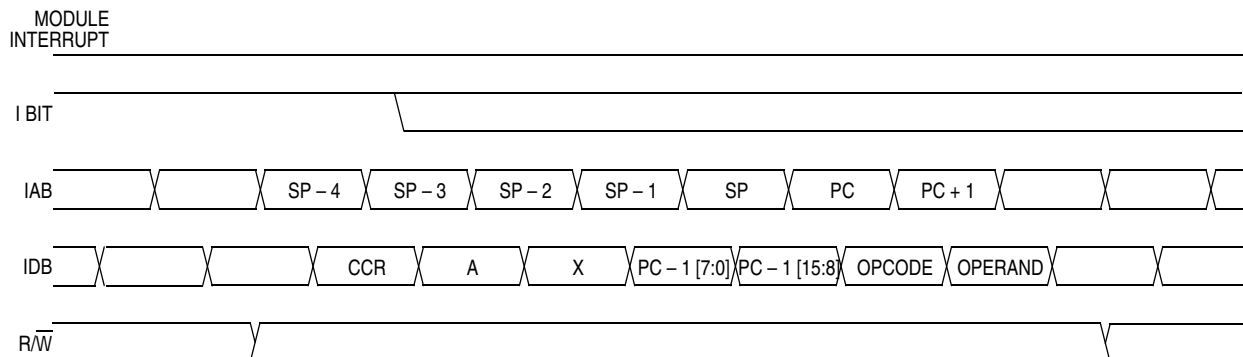 MODULE
INTERRUPT
I BIT
IAB SP – 4 SP – 3 SP – 2 SP – 1 SP PC PC + 1
IDB CCR A X PC – 1 [7:0] PC – 1 [15:8] OPCODE OPERAND
R/W̅